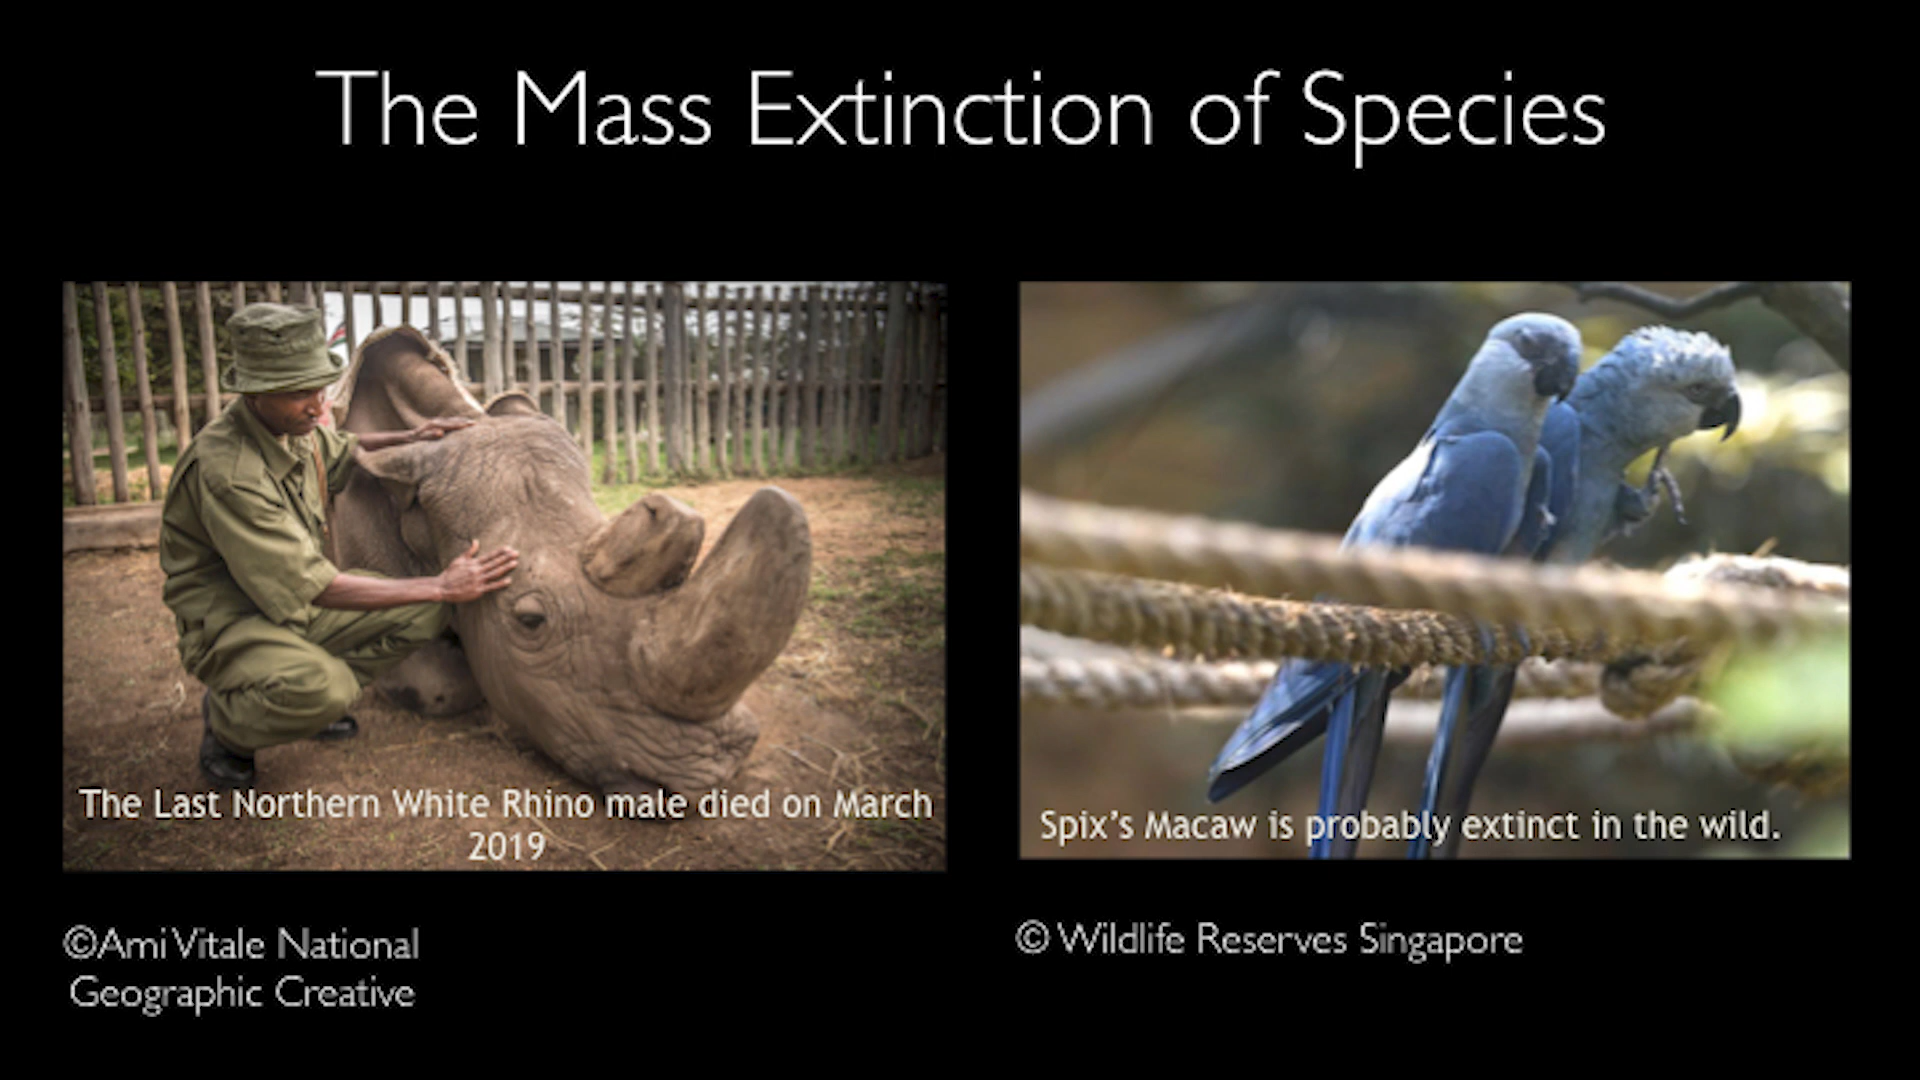 The Mass Extinction of Species
The Last Northern White Rhino male died on March
2019
Spix's Macaw is probably extinct in the wild.
©Ami Vitale National
Geographic Creative
© Wildlife Reserves Singapore